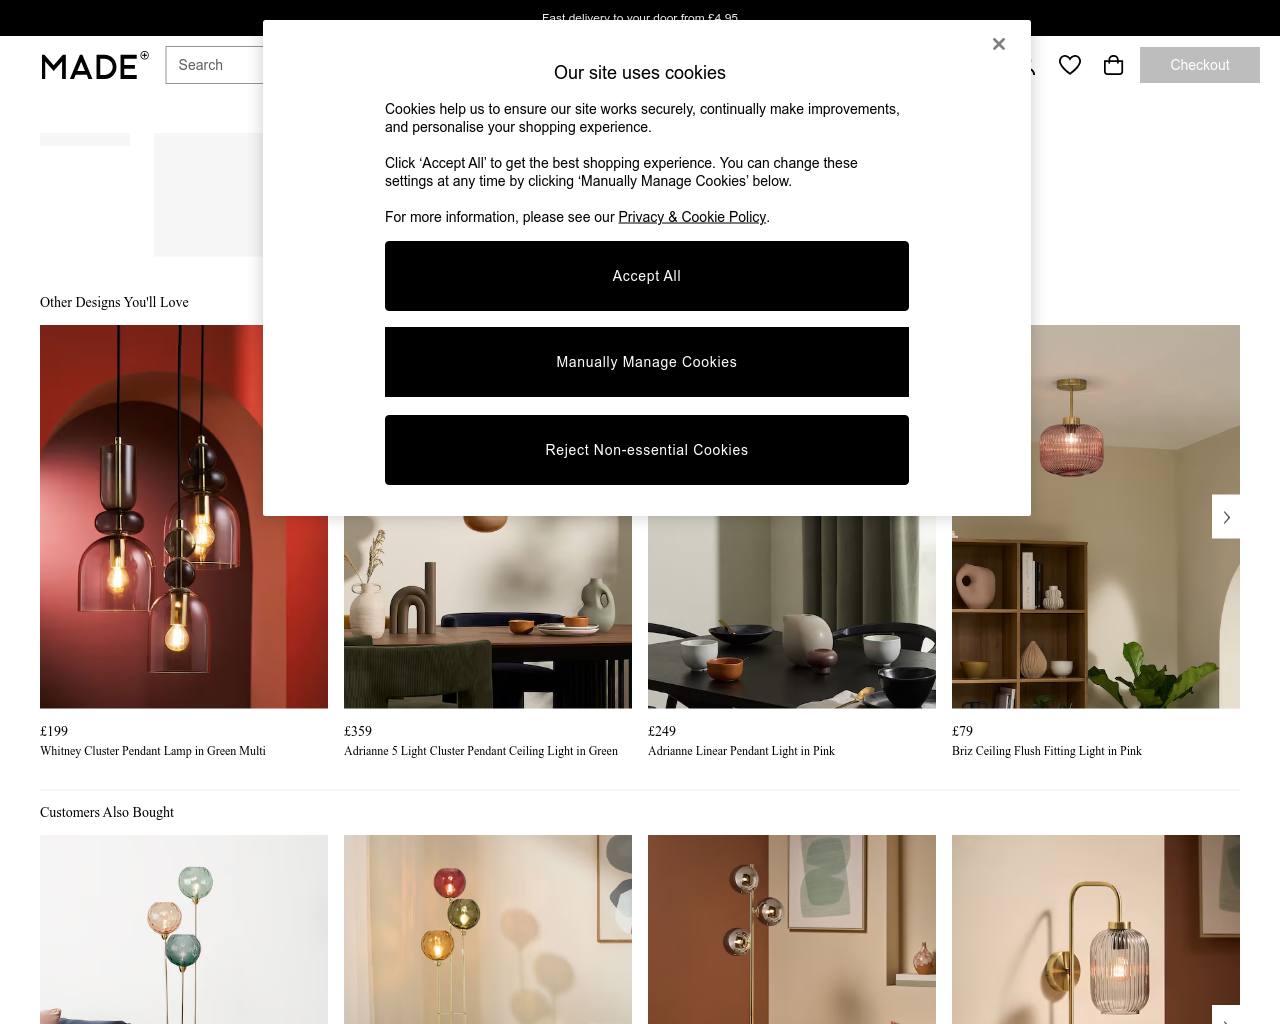 Fast delivery to your door from £4.95
MADE
Search
Checkout
Our site uses cookies
Cookies help us to ensure our site works securely, continually make improvements,
and personalise your shopping experience.
Click ‘Accept All’ to get the best shopping experience. You can change these
settings at any time by clicking ‘Manually Manage Cookies’ below.
For more information, please see our Privacy & Cookie Policy.
Accept All
Manually Manage Cookies
Reject Non-essential Cookies
Other Designs You'll Love
£199
Whitney Cluster Pendant Lamp in Green Multi
£359
Adrianne 5 Light Cluster Pendant Ceiling Light in Green
£249
Adrianne Linear Pendant Light in Pink
£79
Briz Ceiling Flush Fitting Light in Pink
Customers Also Bought